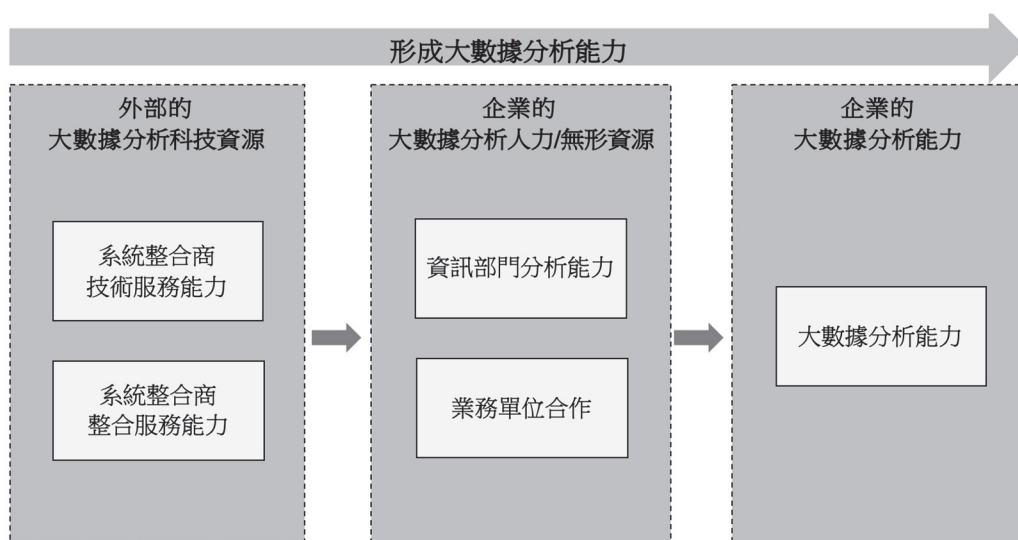 形成大數據分析能力
外部的
大數據分析科技資源
系統整合商
技術服務能力
系統整合商
整合服務能力
企業的
大數據分析人力/無形資源
資訊部門分析能力
業務單位合作
企業的
大數據分析能力
大數據分析能力